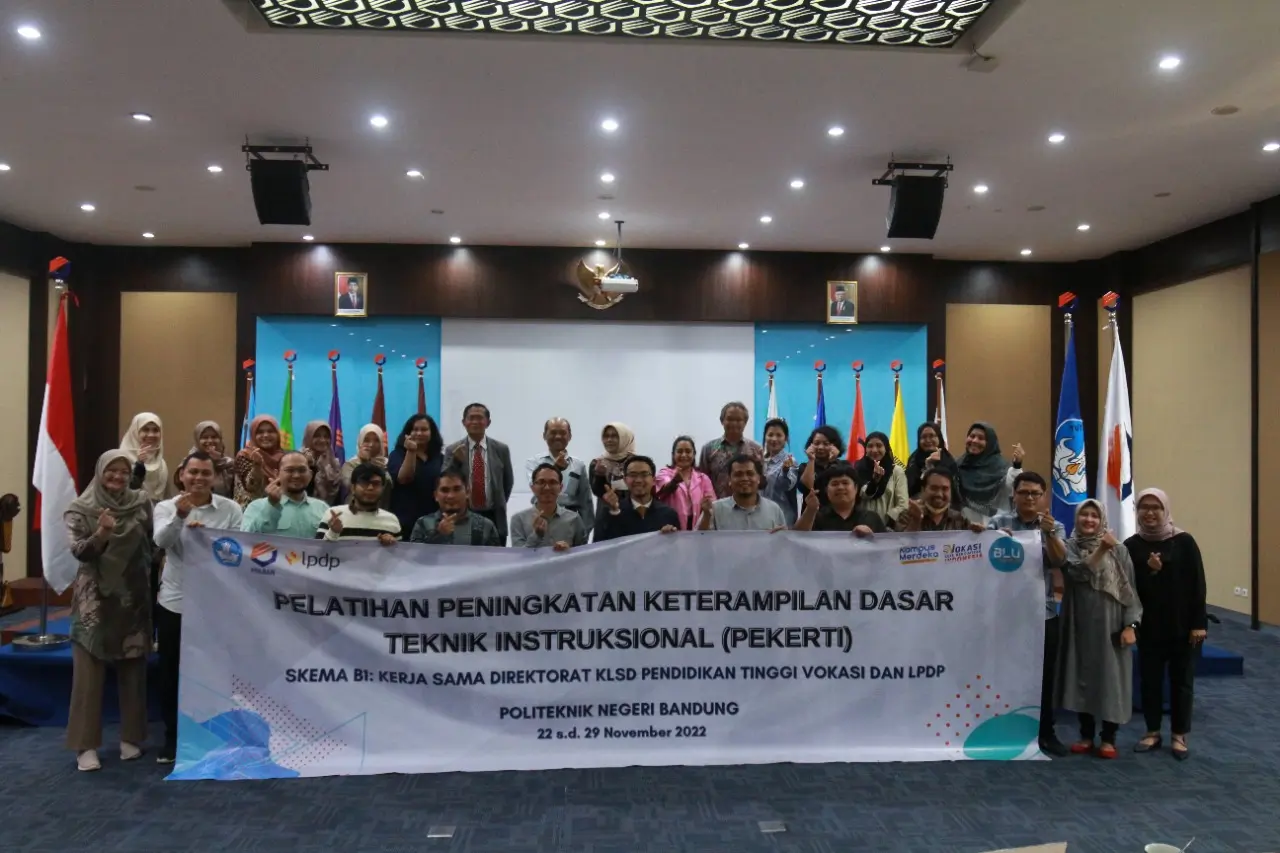 lpdp
Kampus
Merdeka
VOKASI
BLU
PELATIHAN PENINGKATAN KETERAMPILAN DASAR
TEKNIK INSTRUKSIONAL (PEKERTI)
SKEMA B1: KERJA SAMA DIREKTORAT KLSD PENDIDIKAN TINGGI VOKASI DAN LPDP
POLITEKNIK NEGERI BANDUNG
22 s.d. 29 November 2022